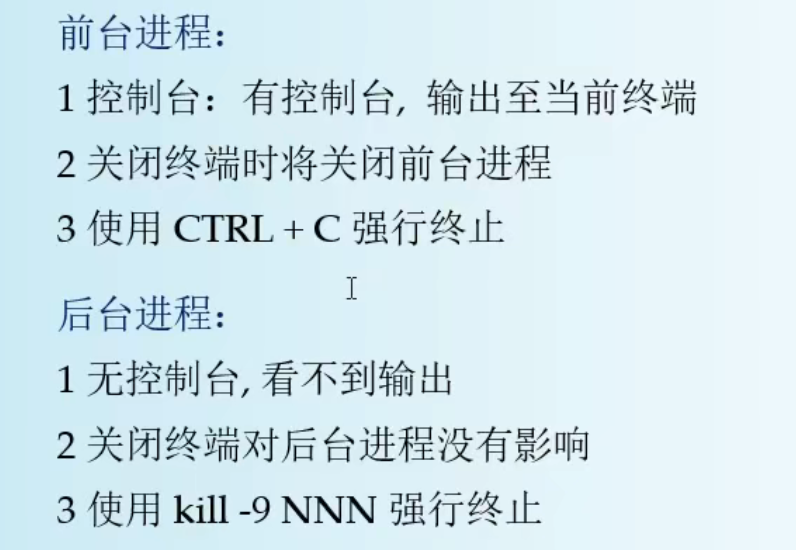 前台进程：
1 控制台：有控制台, 输出至当前终端
2 关闭终端时将关闭前台进程
3 使用 CTRL + C 强行终止
后台进程：
1 无控制台, 看不到输出
2 关闭终端对后台进程没有影响
3 使用 kill -9 NNN 强行终止